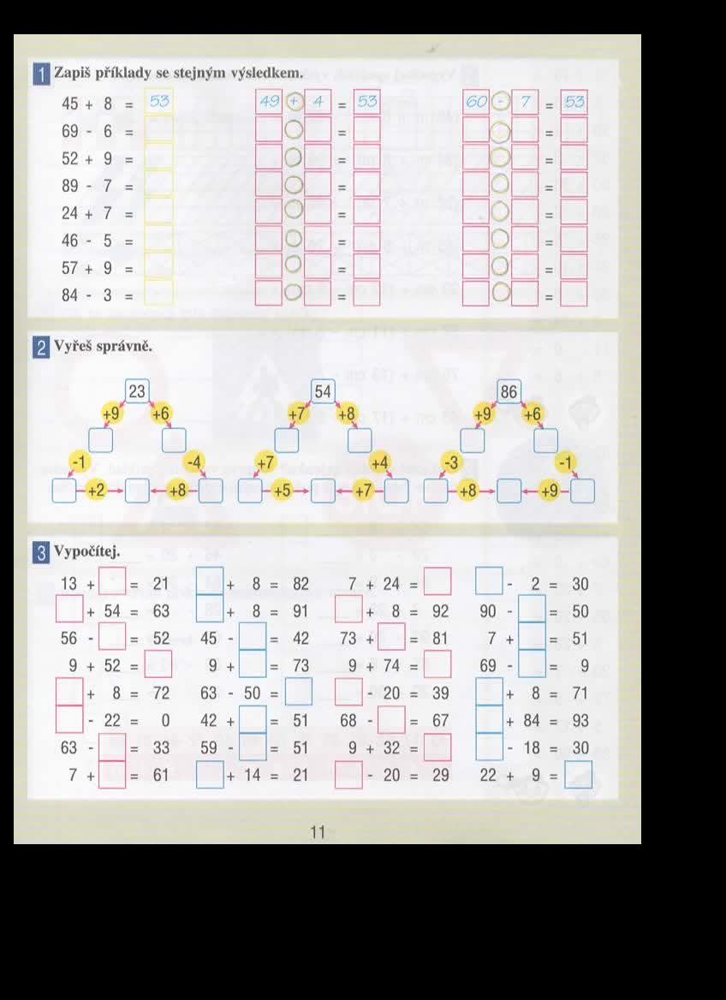 1 Zapiš příklady se stejným výsledkem.
45 + 8 = 53 49 + 4 = 53 60 - 7 = 53
69 - 6 = = =
52 + 9 = = =
89 - 7 = = =
24 + 7 = = =
46 - 5 = = =
57 + 9 = = =
84 - 3 = = =
2 Vyřeš správně.
23 54 86
+9 +6 +7 +8 +9 +6
-1 -4 +7 +4 -3 -1
+2 +8 +5 +7 +8 +9
3 Vypočítej.
13 + = 21 + 8 = 82 7 + 24 = - 2 = 30
+ 54 = 63 + 8 = 91 + 8 = 92 90 - = 50
56 - = 52 45 - = 42 73 + = 81 7 + = 51
9 + 52 = 9 + = 73 9 + 74 = 69 - = 9
+ 8 = 72 63 - 50 = - 20 = 39 + 8 = 71
- 22 = 0 42 + = 51 68 - = 67 + 84 = 93
63 - = 33 59 - = 51 9 + 32 = - 18 = 30
7 + = 61 + 14 = 21 - 20 = 29 22 + 9 =
11